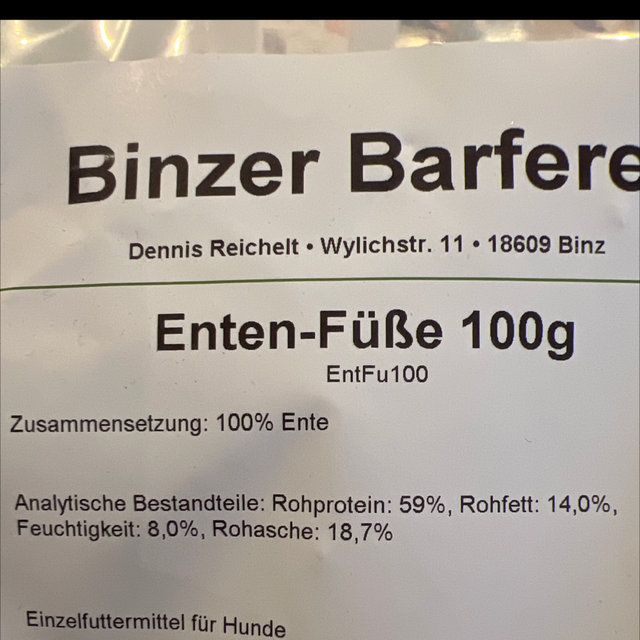 Binzer Barfere
Dennis Reichelt • Wylichstr. 11 • 18609 Binz
Enten-Füße 100g
EntFu100
Zusammensetzung: 100% Ente
Analytische Bestandteile: Rohprotein: 59%, Rohfett: 14,0%,
Feuchtigkeit: 8,0%, Rohasche: 18,7%
Einzelfuttermittel für Hunde